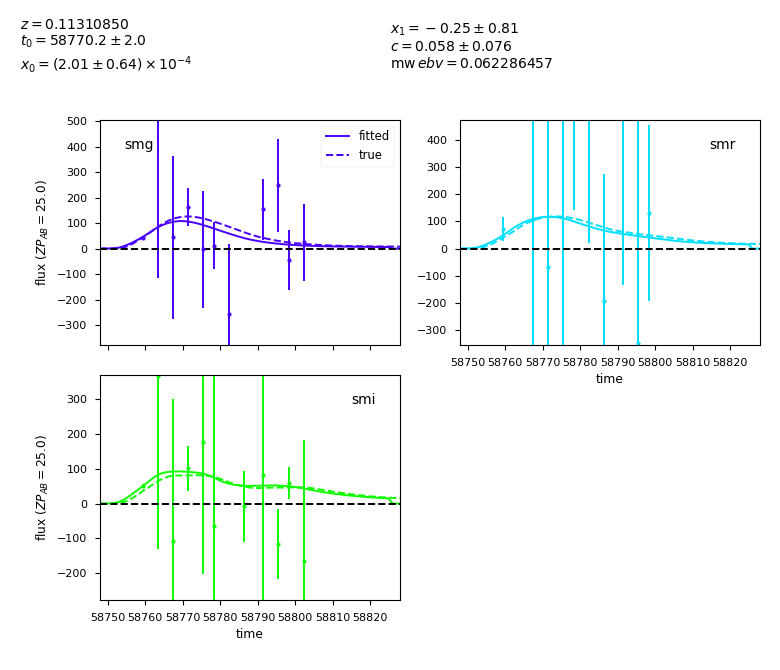 z = 0.11310850
t₀ = 58770.2 ± 2.0
x₀ = (2.01 ± 0.64) × 10⁻⁴
x₁ = −0.25 ± 0.81
c = 0.058 ± 0.076
mw ebv = 0.062286457
smg
fitted
true
500
400
300
200
100
0
−100
−200
−300
flux (ZP_AB = 25.0)
smr
400
300
200
100
0
−100
−200
−300
58750 58760 58770 58780 58790 58800 58810 58820
time
smi
300
200
100
0
−100
−200
flux (ZP_AB = 25.0)
58750 58760 58770 58780 58790 58800 58810 58820
time